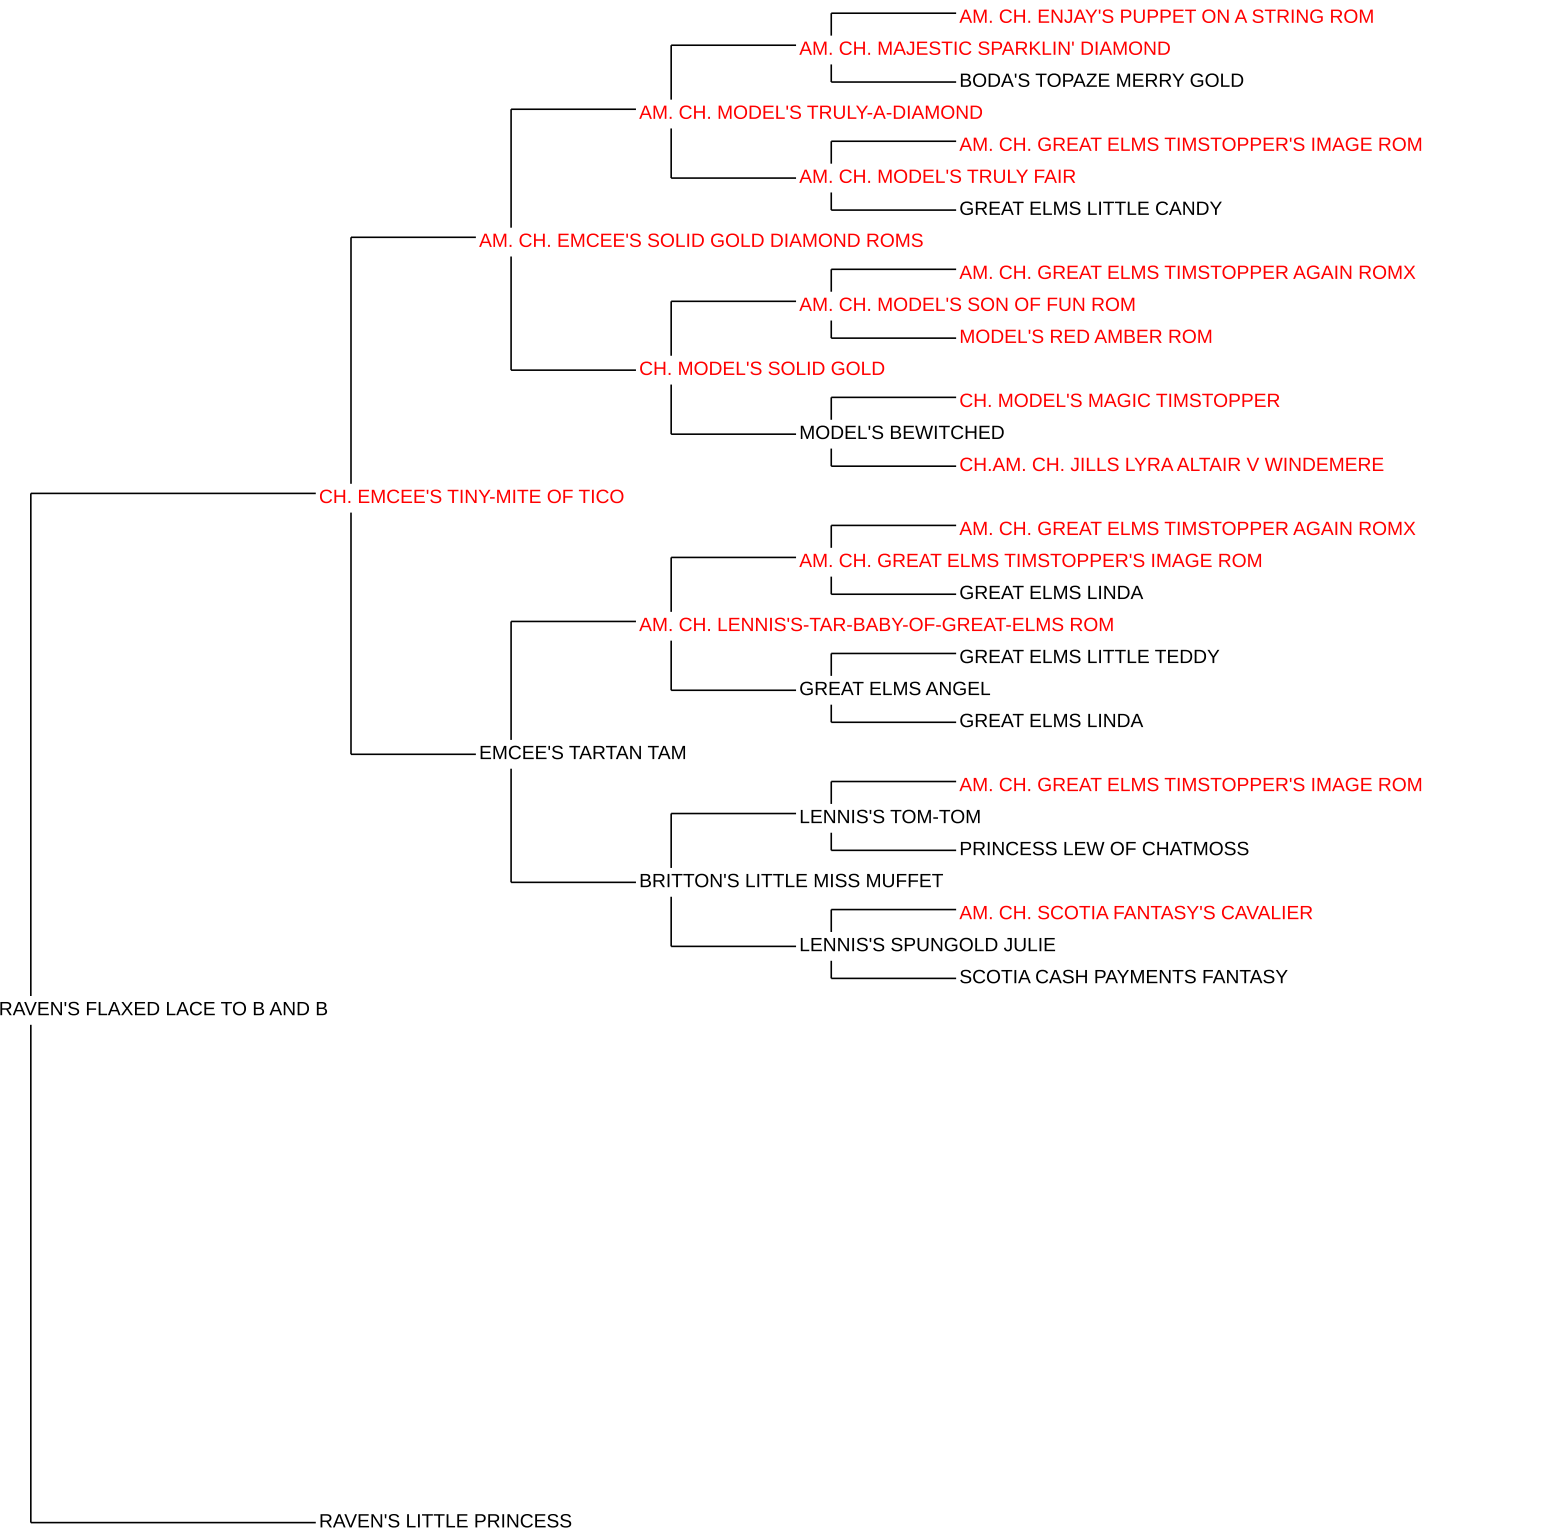 AM. CH. ENJAY'S PUPPET ON A STRING ROM
AM. CH. MAJESTIC SPARKLIN' DIAMOND
BODA'S TOPAZE MERRY GOLD
AM. CH. MODEL'S TRULY-A-DIAMOND
AM. CH. GREAT ELMS TIMSTOPPER'S IMAGE ROM
AM. CH. MODEL'S TRULY FAIR
GREAT ELMS LITTLE CANDY
AM. CH. EMCEE'S SOLID GOLD DIAMOND ROMS
AM. CH. GREAT ELMS TIMSTOPPER AGAIN ROMX
AM. CH. MODEL'S SON OF FUN ROM
MODEL'S RED AMBER ROM
CH. MODEL'S SOLID GOLD
CH. MODEL'S MAGIC TIMSTOPPER
MODEL'S BEWITCHED
CH.AM. CH. JILLS LYRA ALTAIR V WINDEMERE
CH. EMCEE'S TINY-MITE OF TICO
AM. CH. GREAT ELMS TIMSTOPPER AGAIN ROMX
AM. CH. GREAT ELMS TIMSTOPPER'S IMAGE ROM
GREAT ELMS LINDA
AM. CH. LENNIS'S-TAR-BABY-OF-GREAT-ELMS ROM
GREAT ELMS LITTLE TEDDY
GREAT ELMS ANGEL
GREAT ELMS LINDA
EMCEE'S TARTAN TAM
AM. CH. GREAT ELMS TIMSTOPPER'S IMAGE ROM
LENNIS'S TOM-TOM
PRINCESS LEW OF CHATMOSS
BRITTON'S LITTLE MISS MUFFET
AM. CH. SCOTIA FANTASY'S CAVALIER
LENNIS'S SPUNGOLD JULIE
SCOTIA CASH PAYMENTS FANTASY
RAVEN'S FLAXED LACE TO B AND B
RAVEN'S LITTLE PRINCESS